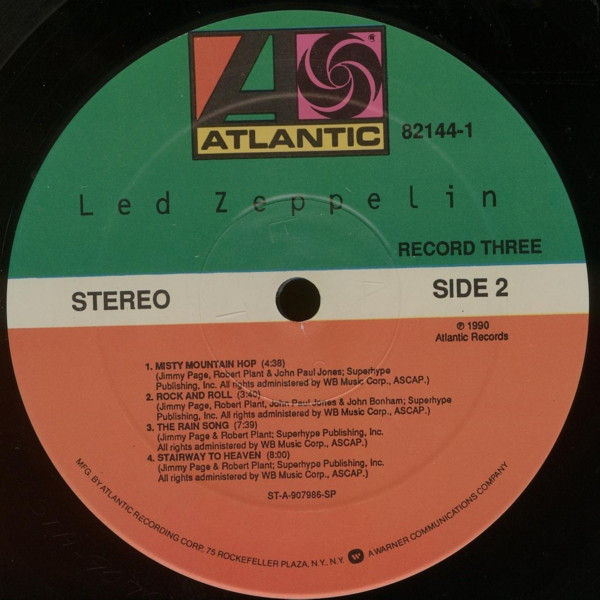 ATLANTIC
82144-1
Led Zeppelin
RECORD THREE
STEREO
SIDE 2
℗ 1990
Atlantic Records
1. MISTY MOUNTAIN HOP (4:38)
(Jimmy Page, Robert Plant & John Paul Jones; Superhype
Publishing, Inc. All rights administered by WB Music Corp., ASCAP.)
2. ROCK AND ROLL (3:40)
(Jimmy Page, Robert Plant, John Paul Jones & John Bonham; Superhype
Publishing, Inc. All rights administered by WB Music Corp., ASCAP.)
3. THE RAIN SONG (7:39)
(Jimmy Page & Robert Plant; Superhype Publishing, Inc.
All rights administered by WB Music Corp., ASCAP.)
4. STAIRWAY TO HEAVEN (8:00)
(Jimmy Page & Robert Plant; Superhype Publishing, Inc.
All rights administered by WB Music Corp., ASCAP.)
ST-A-907986-SP
MFG. BY ATLANTIC RECORDING CORP. 75 ROCKEFELLER PLAZA, N.Y., N.Y. A WARNER COMMUNICATIONS COMPANY